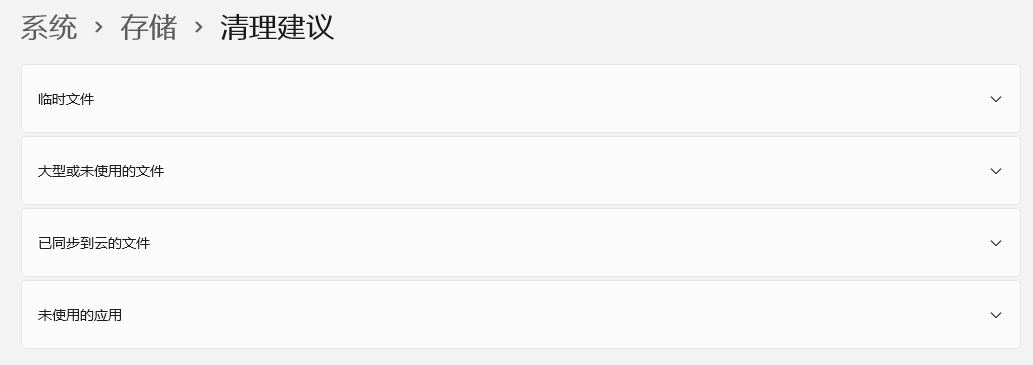 系统 › 存储 › 清理建议
临时文件
大型或未使用的文件
已同步到云的文件
未使用的应用